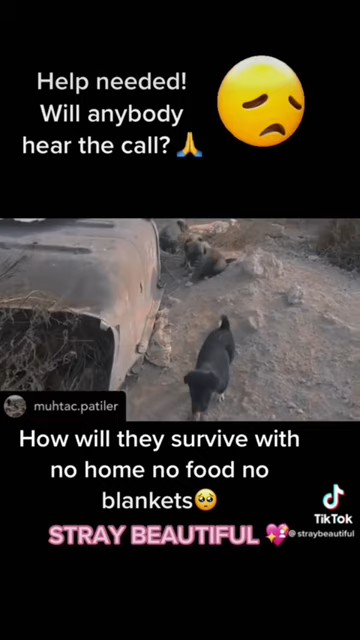 Help needed!
Will anybody
hear the call? 🙏
muhtac.patiler
How will they survive with
no home no food no
blankets🥺
TikTok
STRAY BEAUTIFUL 💖
@straybeautiful